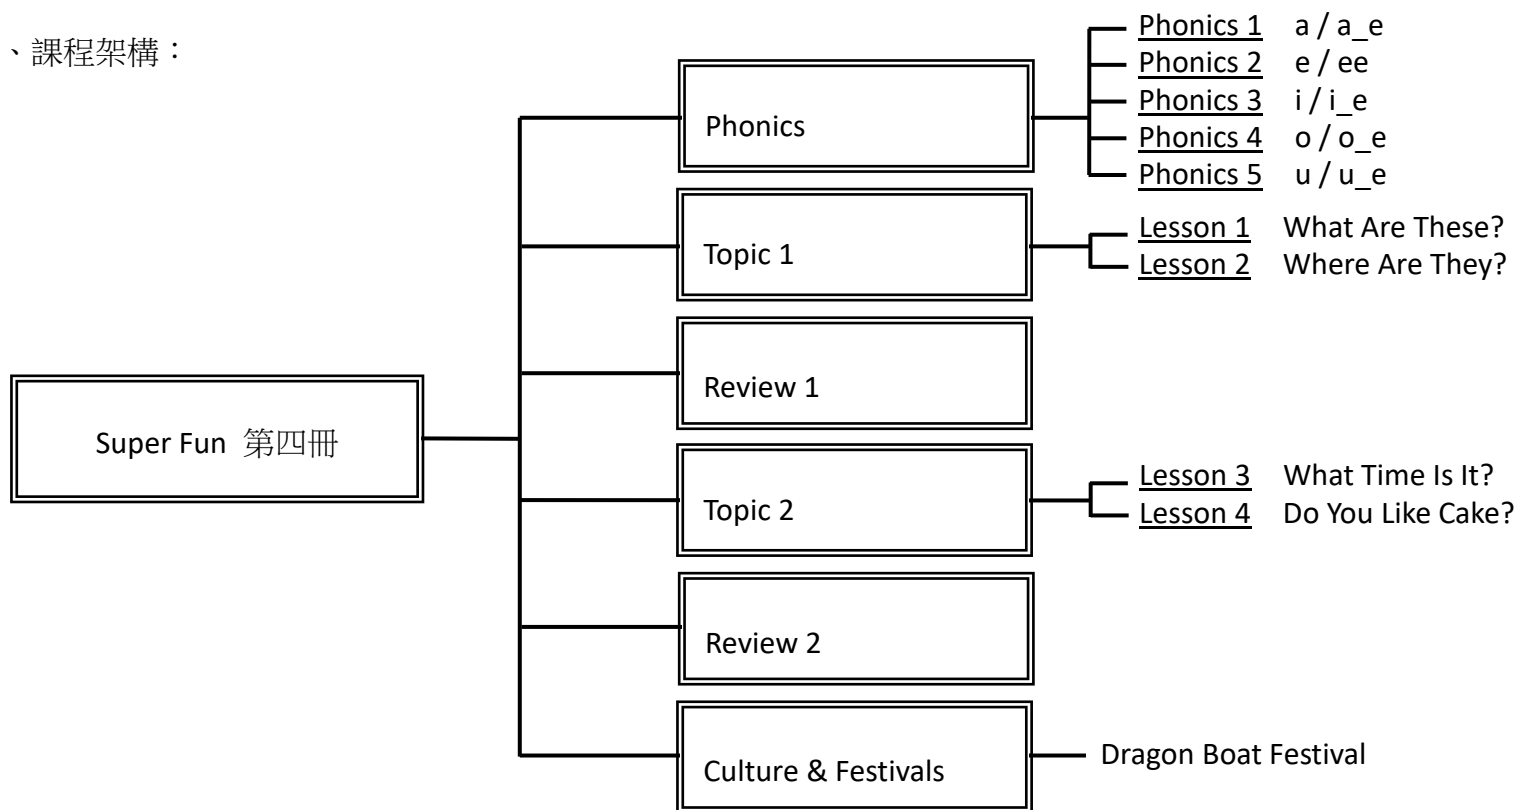 、課程架構：
Phonics
Phonics 1 a / a_e
Phonics 2 e / ee
Phonics 3 i / i_e
Phonics 4 o / o_e
Phonics 5 u / u_e
Topic 1
Lesson 1 What Are These?
Lesson 2 Where Are They?
Review 1
Super Fun 第四冊
Topic 2
Lesson 3 What Time Is It?
Lesson 4 Do You Like Cake?
Review 2
Culture & Festivals
Dragon Boat Festival